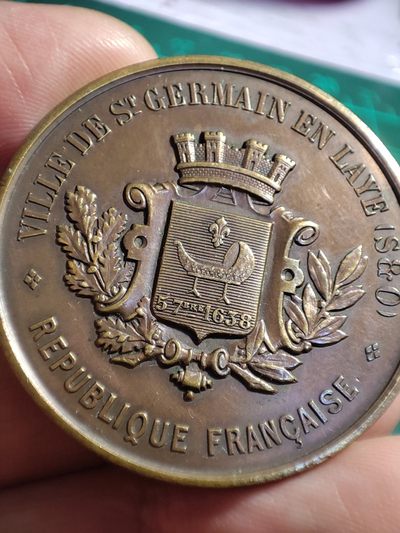 VILLE DE ST GERMAIN EN LAYE (S & O)
5 7BRE 1638
REPUBLIQUE FRANÇAISE